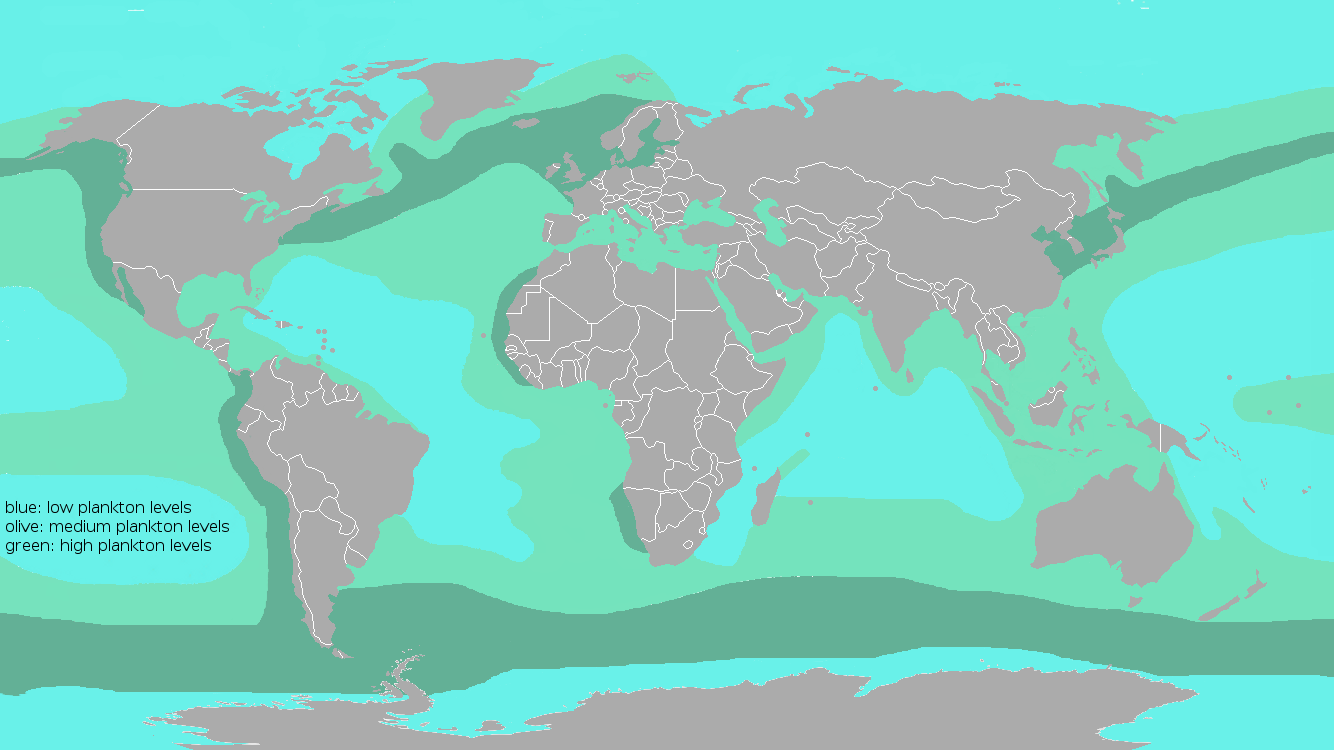 blue: low plankton levels
olive: medium plankton levels
green: high plankton levels